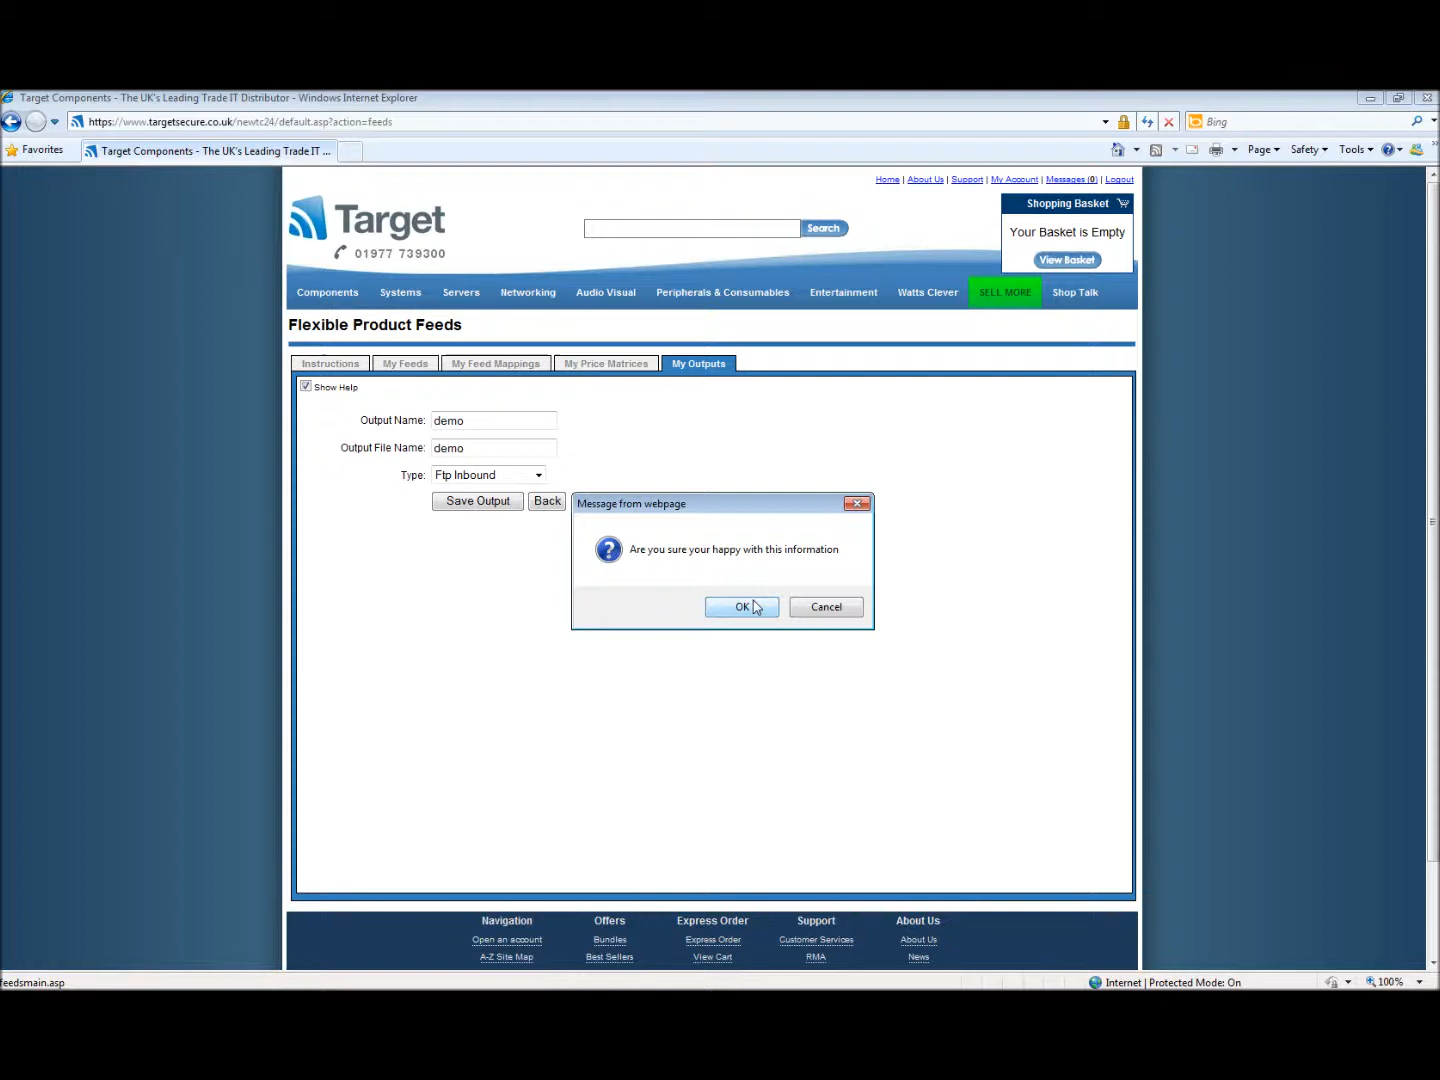 Target Components - The UK's Leading Trade IT Distributor - Windows Internet Explorer
https://www.targetsecure.co.uk/newtc24/default.asp?action=feeds
Bing
Favorites
Target Components - The UK's Leading Trade IT ...
Page
Safety
Tools
Home | About Us | Support | My Account | Messages (0) | Logout
Target
01977 739300
Search
Shopping Basket
Your Basket is Empty
View Basket
Components Systems Servers Networking Audio Visual Peripherals & Consumables Entertainment Watts Clever SELL MORE Shop Talk
Flexible Product Feeds
Instructions My Feeds My Feed Mappings My Price Matrices My Outputs
Show Help
Output Name: demo
Output File Name: demo
Type: Ftp Inbound
Save Output Back
Message from webpage
Are you sure your happy with this information
OK Cancel
Navigation Offers Express Order Support About Us
Open an account Bundles Express Order Customer Services About Us
A-Z Site Map Best Sellers View Cart RMA News
feedsmain.asp
Internet | Protected Mode: On
100%